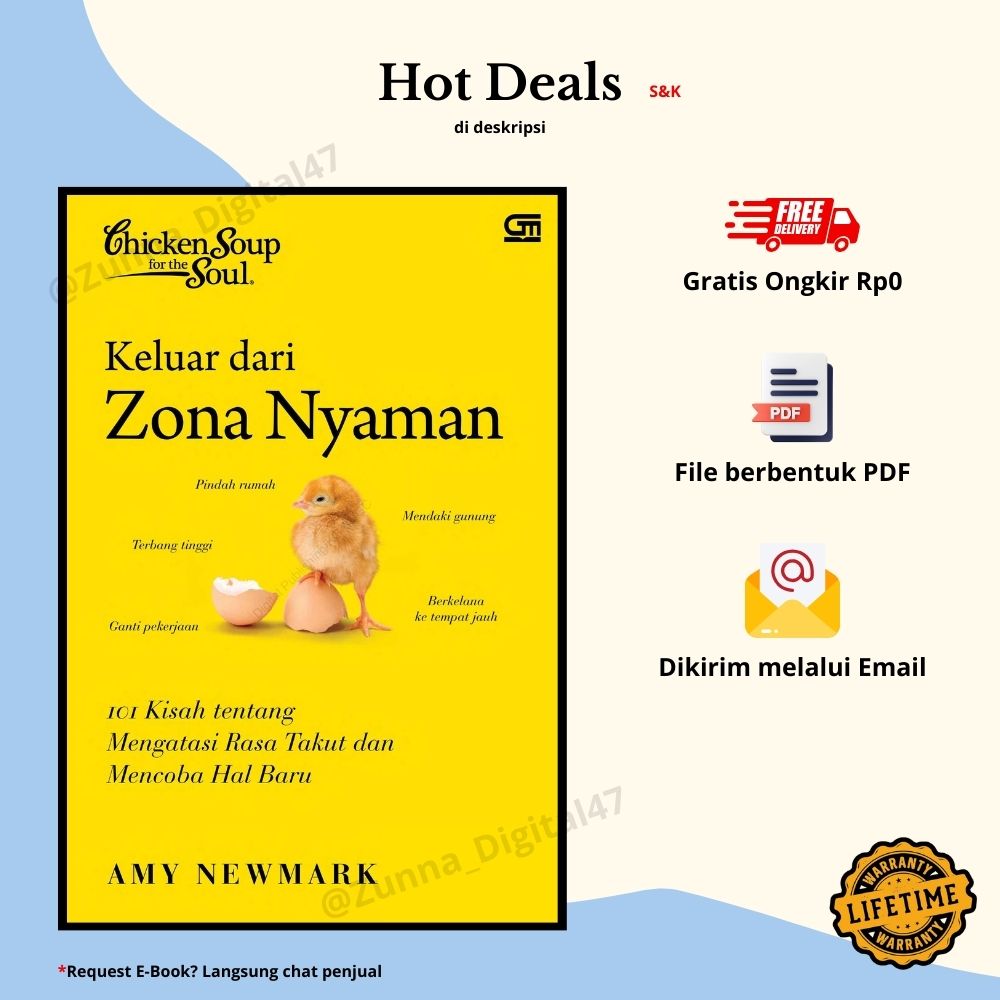 Hot Deals
S&K
di deskripsi
@Zunna_Digital47
Chicken Soup
for the
Soul®
GM
Keluar dari
Zona Nyaman
Pindah rumah
Mendaki gunung
Terbang tinggi
Berkelana
ke tempat jauh
Ganti pekerjaan
101 Kisah tentang
Mengatasi Rasa Takut dan
Mencoba Hal Baru
AMY NEWMARK
@Zunna_Digital47
FREE
DELIVERY
Gratis Ongkir Rp0
PDF
File berbentuk PDF
@
Dikirim melalui Email
WARRANTY
LIFETIME
WARRANTY
*Request E-Book? Langsung chat penjual